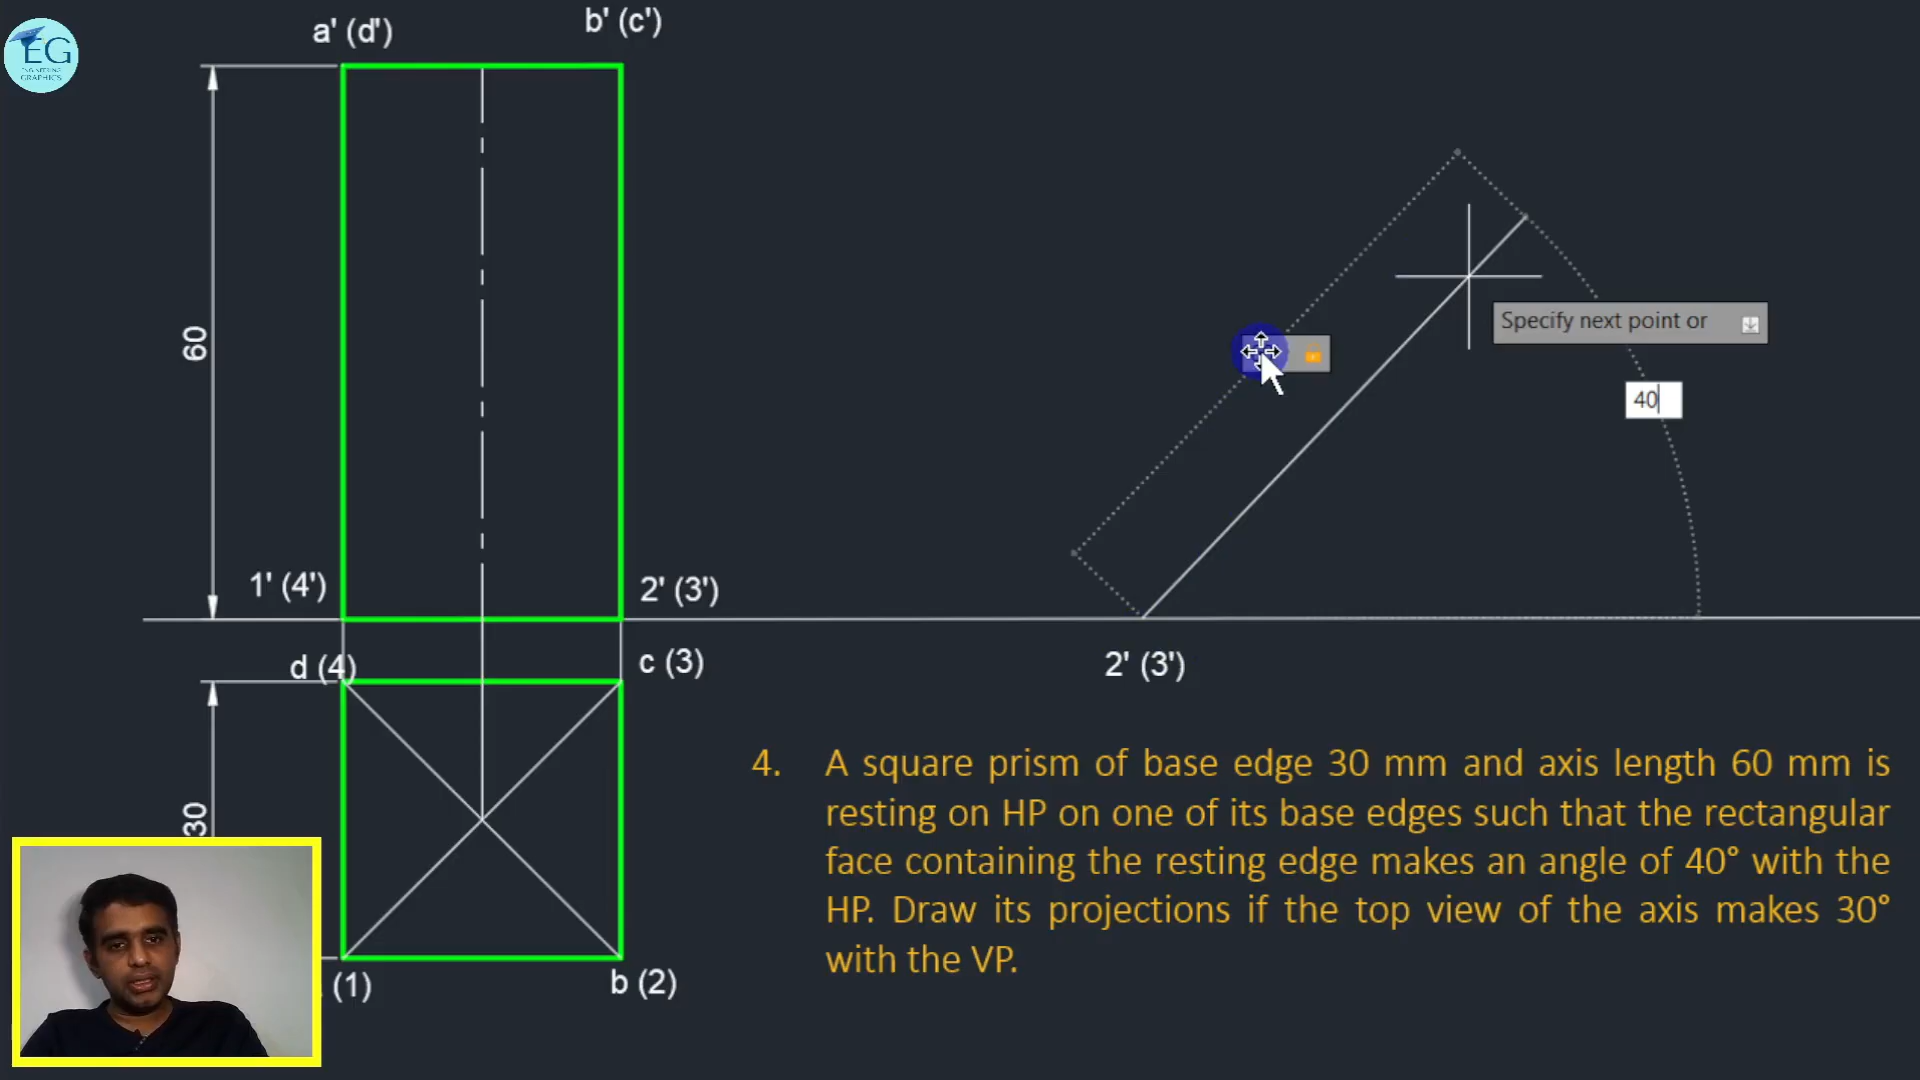 EG
ENGINEERING
GRAPHICS
a' (d')
b' (c')
60
Specify next point or
40
1' (4')
2' (3')
d (4)
c (3)
2' (3')
30
(1)
b (2)
4. A square prism of base edge 30 mm and axis length 60 mm is
resting on HP on one of its base edges such that the rectangular
face containing the resting edge makes an angle of 40° with the
HP. Draw its projections if the top view of the axis makes 30°
with the VP.